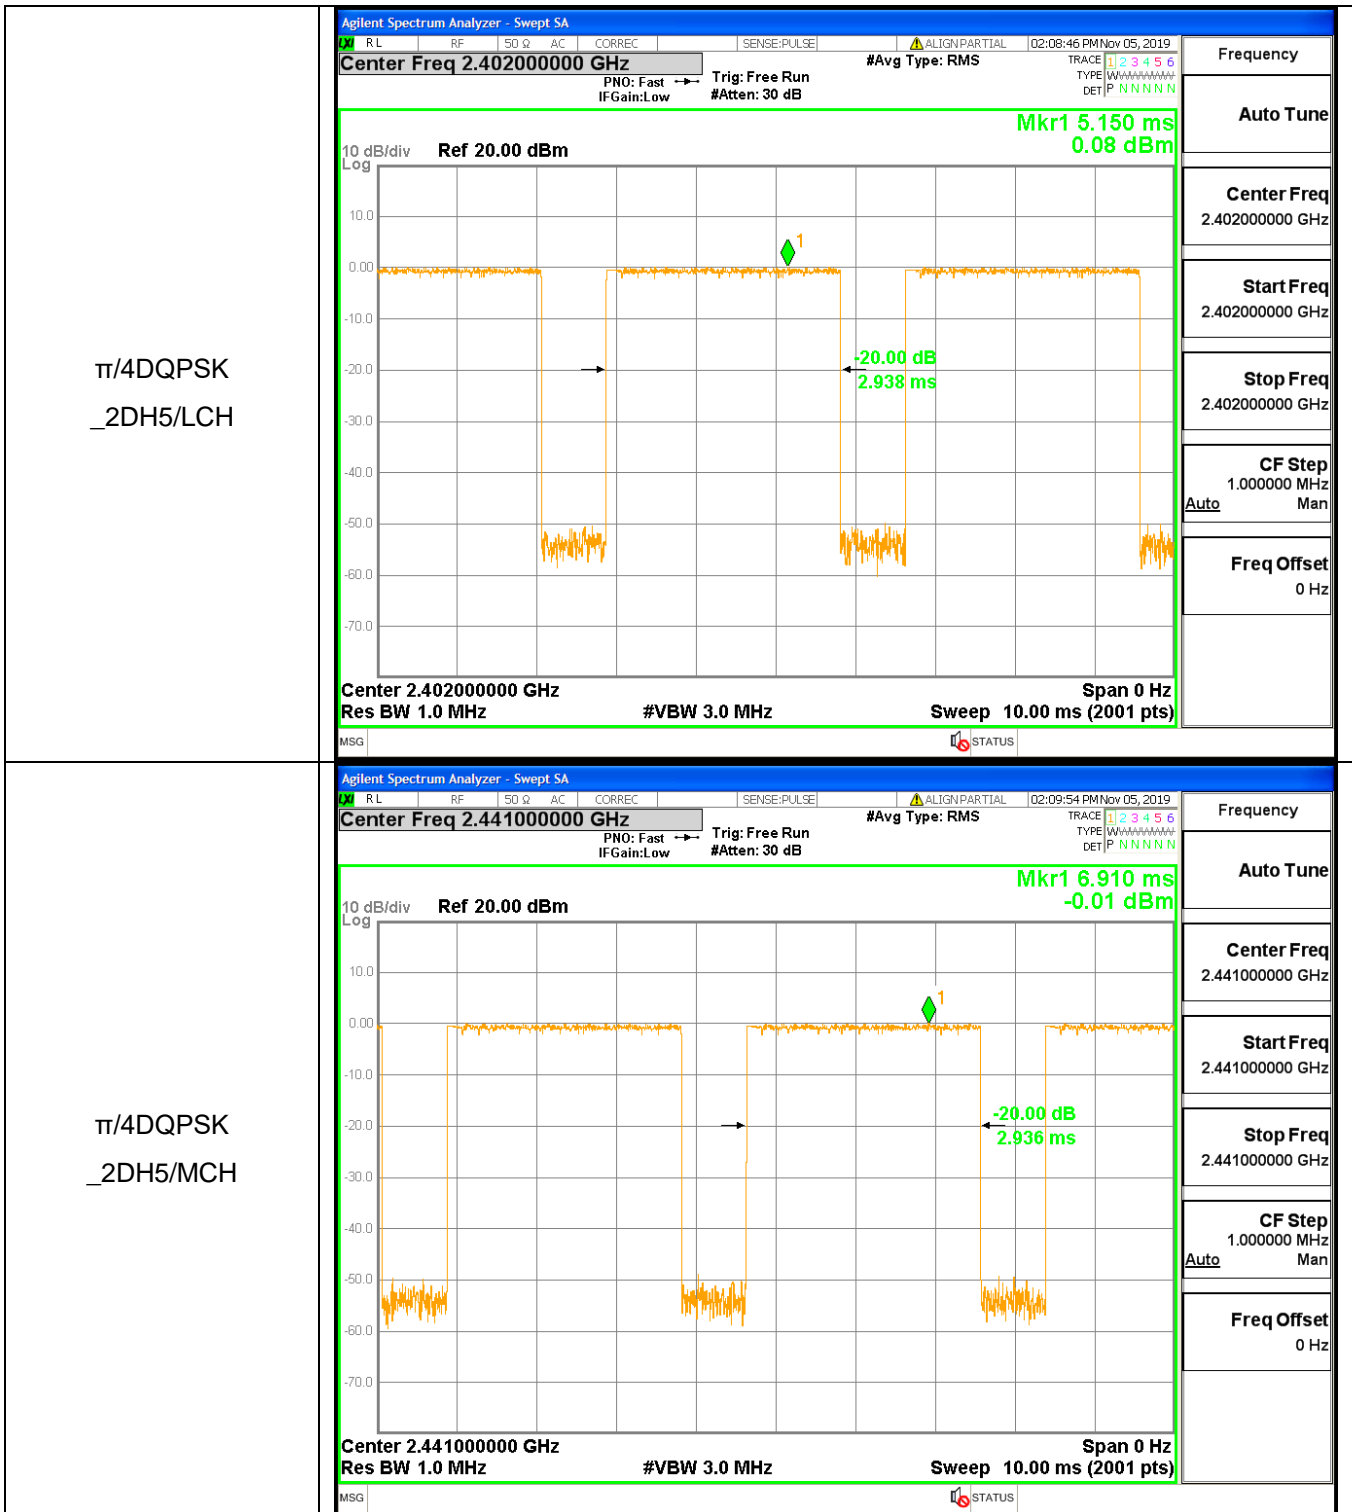 π/4DQPSK
_2DH5/LCH
Agilent Spectrum Analyzer - Swept SA
LXI RL RF 50 Ω AC CORREC SENSE:PULSE ALIGN PARTIAL 02:08:46 PM Nov 05, 2019
Center Freq 2.402000000 GHz
PNO: Fast
IFGain:Low
Trig: Free Run
#Atten: 30 dB
#Avg Type: RMS
TRACE 1 2 3 4 5 6
TYPE
DET P N N N N N
Mkr1 5.150 ms
0.08 dBm
10 dB/div
Log
Ref 20.00 dBm
10.0
1
0.00
-10.0
-20.00 dB
-20.0
2.938 ms
-30.0
-40.0
-50.0
-60.0
-70.0
Center 2.402000000 GHz
Span 0 Hz
Res BW 1.0 MHz
#VBW 3.0 MHz
Sweep 10.00 ms (2001 pts)
MSG
STATUS
Frequency
Auto Tune
Center Freq
2.402000000 GHz
Start Freq
2.402000000 GHz
Stop Freq
2.402000000 GHz
CF Step
1.000000 MHz
Auto Man
Freq Offset
0 Hz
π/4DQPSK
_2DH5/MCH
Agilent Spectrum Analyzer - Swept SA
LXI RL RF 50 Ω AC CORREC SENSE:PULSE ALIGN PARTIAL 02:09:54 PM Nov 05, 2019
Center Freq 2.441000000 GHz
PNO: Fast
IFGain:Low
Trig: Free Run
#Atten: 30 dB
#Avg Type: RMS
TRACE 1 2 3 4 5 6
TYPE
DET P N N N N N
Mkr1 6.910 ms
-0.01 dBm
10 dB/div
Log
Ref 20.00 dBm
10.0
1
0.00
-10.0
-20.00 dB
-20.0
2.936 ms
-30.0
-40.0
-50.0
-60.0
-70.0
Center 2.441000000 GHz
Span 0 Hz
Res BW 1.0 MHz
#VBW 3.0 MHz
Sweep 10.00 ms (2001 pts)
MSG
STATUS
Frequency
Auto Tune
Center Freq
2.441000000 GHz
Start Freq
2.441000000 GHz
Stop Freq
2.441000000 GHz
CF Step
1.000000 MHz
Auto Man
Freq Offset
0 Hz